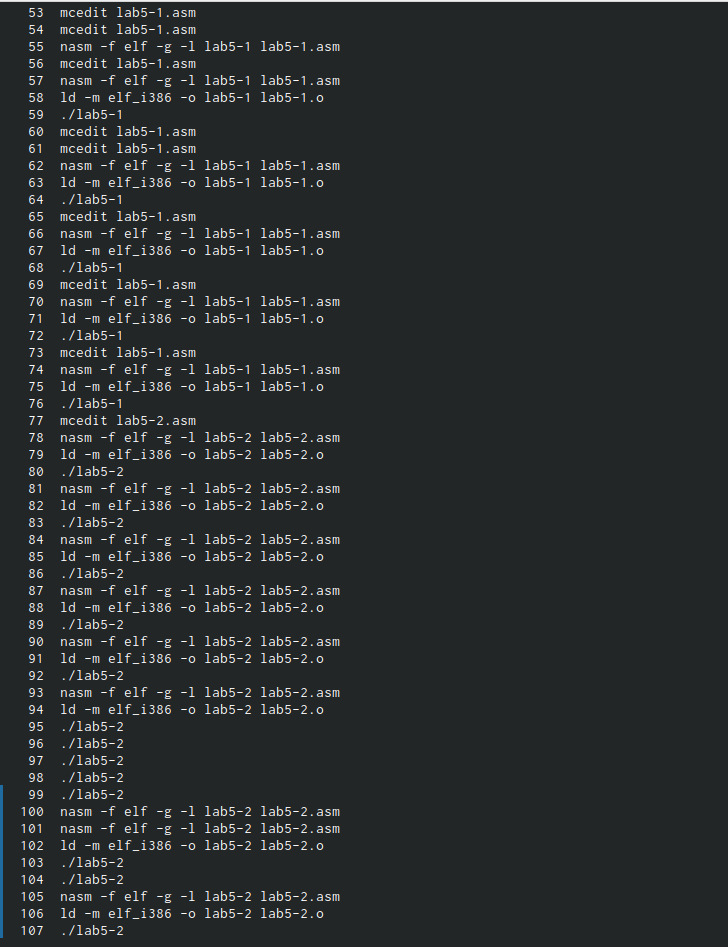 53 mcedit lab5-1.asm
54 mcedit lab5-1.asm
55 nasm -f elf -g -l lab5-1 lab5-1.asm
56 mcedit lab5-1.asm
57 nasm -f elf -g -l lab5-1 lab5-1.asm
58 ld -m elf_i386 -o lab5-1 lab5-1.o
59 ./lab5-1
60 mcedit lab5-1.asm
61 mcedit lab5-1.asm
62 nasm -f elf -g -l lab5-1 lab5-1.asm
63 ld -m elf_i386 -o lab5-1 lab5-1.o
64 ./lab5-1
65 mcedit lab5-1.asm
66 nasm -f elf -g -l lab5-1 lab5-1.asm
67 ld -m elf_i386 -o lab5-1 lab5-1.o
68 ./lab5-1
69 mcedit lab5-1.asm
70 nasm -f elf -g -l lab5-1 lab5-1.asm
71 ld -m elf_i386 -o lab5-1 lab5-1.o
72 ./lab5-1
73 mcedit lab5-1.asm
74 nasm -f elf -g -l lab5-1 lab5-1.asm
75 ld -m elf_i386 -o lab5-1 lab5-1.o
76 ./lab5-1
77 mcedit lab5-2.asm
78 nasm -f elf -g -l lab5-2 lab5-2.asm
79 ld -m elf_i386 -o lab5-2 lab5-2.o
80 ./lab5-2
81 nasm -f elf -g -l lab5-2 lab5-2.asm
82 ld -m elf_i386 -o lab5-2 lab5-2.o
83 ./lab5-2
84 nasm -f elf -g -l lab5-2 lab5-2.asm
85 ld -m elf_i386 -o lab5-2 lab5-2.o
86 ./lab5-2
87 nasm -f elf -g -l lab5-2 lab5-2.asm
88 ld -m elf_i386 -o lab5-2 lab5-2.o
89 ./lab5-2
90 nasm -f elf -g -l lab5-2 lab5-2.asm
91 ld -m elf_i386 -o lab5-2 lab5-2.o
92 ./lab5-2
93 nasm -f elf -g -l lab5-2 lab5-2.asm
94 ld -m elf_i386 -o lab5-2 lab5-2.o
95 ./lab5-2
96 ./lab5-2
97 ./lab5-2
98 ./lab5-2
99 ./lab5-2
100 nasm -f elf -g -l lab5-2 lab5-2.asm
101 nasm -f elf -g -l lab5-2 lab5-2.asm
102 ld -m elf_i386 -o lab5-2 lab5-2.o
103 ./lab5-2
104 ./lab5-2
105 nasm -f elf -g -l lab5-2 lab5-2.asm
106 ld -m elf_i386 -o lab5-2 lab5-2.o
107 ./lab5-2